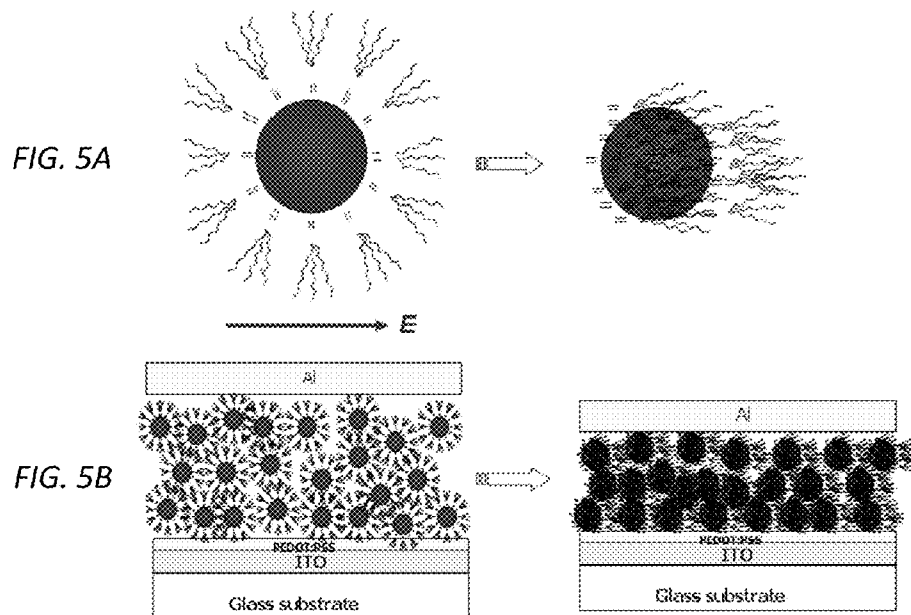 FIG. 5A
E
FIG. 5B
Al
PEDOT:PSS
ITO
Glass substrate
Al
PEDOT:PSS
ITO
Glass substrate